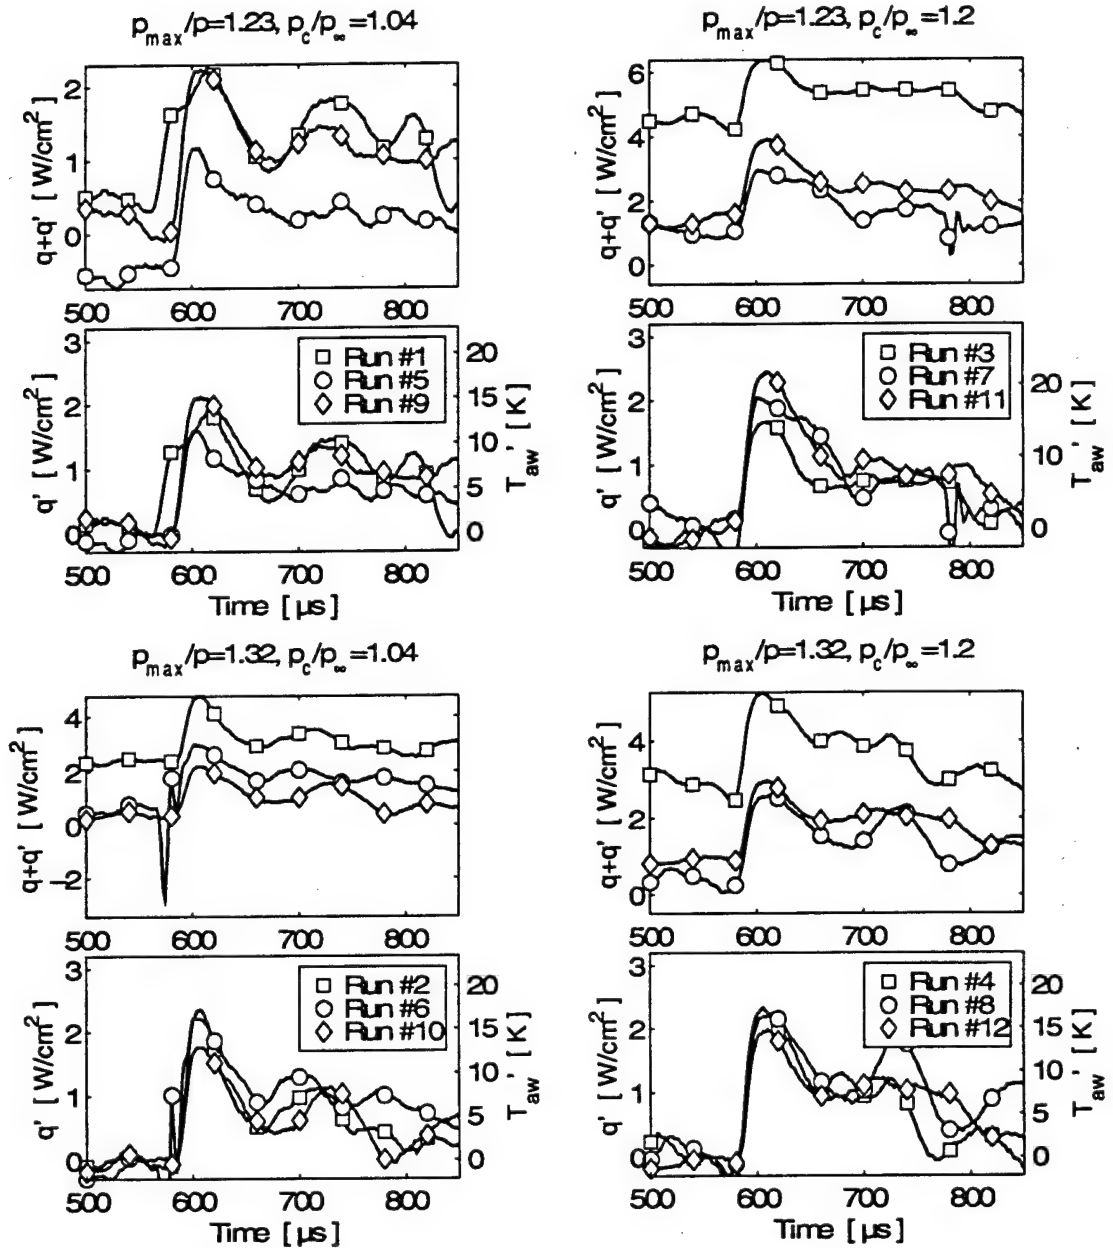 p_max/p=1.23, p_c/p_∞=1.04
q+q' [ W/cm²]
2
1
0
500 600 700 800
q' [ W/cm²]
3
2
1
0
Run #1
Run #5
Run #9
20
15
10
5
0
T_aw' [ K]
500 600 700 800
Time [ µs]
p_max/p=1.23, p_c/p_∞=1.2
q+q' [ W/cm²]
6
4
2
0
500 600 700 800
q' [ W/cm²]
3
2
1
0
Run #3
Run #7
Run #11
20
10
0
T_aw' [ K]
500 600 700 800
Time [ µs]
p_max/p=1.32, p_c/p_∞=1.04
q+q' [ W/cm²]
4
2
0
−2
500 600 700 800
q' [ W/cm²]
3
2
1
0
Run #2
Run #6
Run #10
20
15
10
5
0
T_aw' [ K]
500 600 700 800
Time [ µs]
p_max/p=1.32, p_c/p_∞=1.2
q+q' [ W/cm²]
4
2
0
500 600 700 800
q' [ W/cm²]
3
2
1
0
Run #4
Run #8
Run #12
20
15
10
5
0
T_aw' [ K]
500 600 700 800
Time [ µs]